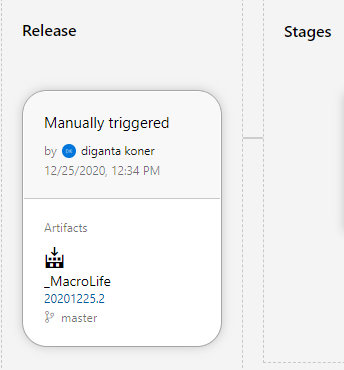 Release
Stages
Manually triggered
by DK diganta koner
12/25/2020, 12:34 PM
Artifacts
_MacroLife
20201225.2
master